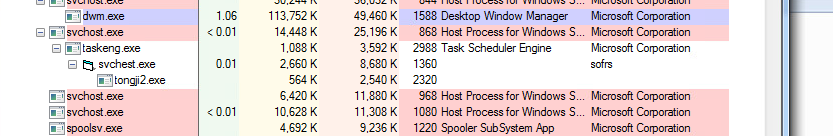 svchost.exe 30,244 K 36,032 K 844 Host Process for Windows S... Microsoft Corporation
dwm.exe 1.06 113,752 K 49,460 K 1588 Desktop Window Manager Microsoft Corporation
svchost.exe < 0.01 14,448 K 25,196 K 868 Host Process for Windows S... Microsoft Corporation
taskeng.exe 1,088 K 3,592 K 2988 Task Scheduler Engine Microsoft Corporation
svchest.exe 0.01 2,660 K 8,680 K 1360 sofrs
tongji2.exe 564 K 2,540 K 2320
svchost.exe 6,420 K 11,880 K 968 Host Process for Windows S... Microsoft Corporation
svchost.exe < 0.01 10,628 K 11,308 K 1080 Host Process for Windows S... Microsoft Corporation
spoolsv.exe 4,692 K 9,236 K 1220 Spooler SubSystem App Microsoft Corporation